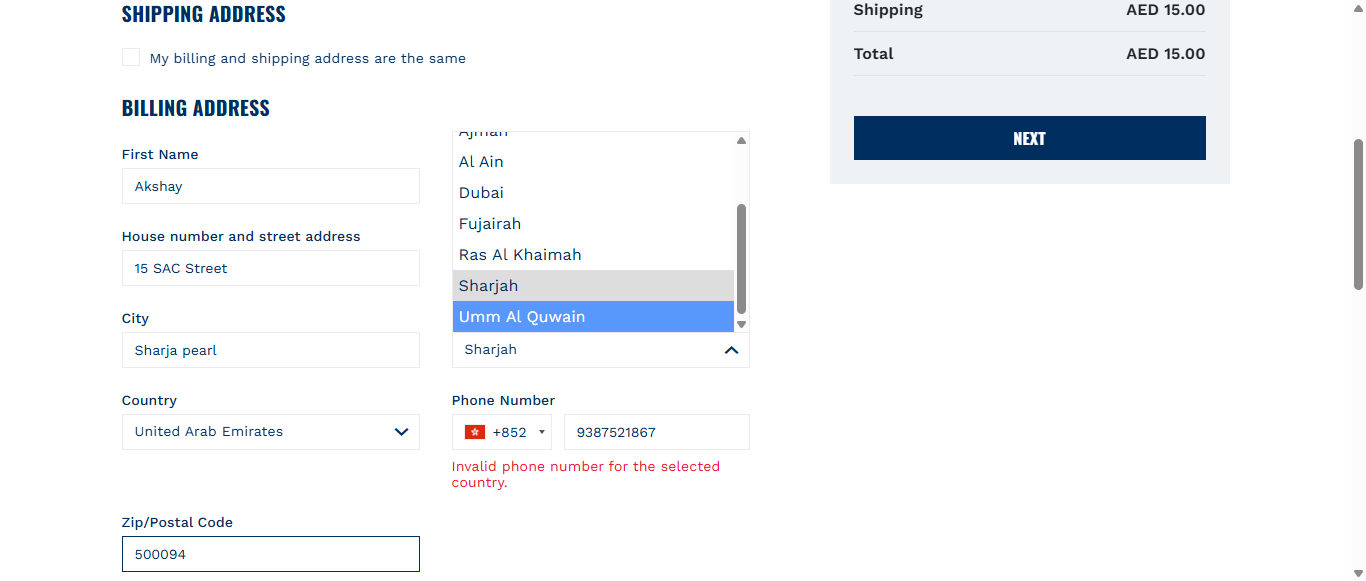 SHIPPING ADDRESS
My billing and shipping address are the same
BILLING ADDRESS
First Name
Akshay
House number and street address
15 SAC Street
City
Sharja pearl
Country
United Arab Emirates
Zip/Postal Code
500094
Ajman
Al Ain
Dubai
Fujairah
Ras Al Khaimah
Sharjah
Umm Al Quwain
Sharjah
Phone Number
+852
9387521867
Invalid phone number for the selected
country.
Shipping AED 15.00
Total AED 15.00
NEXT